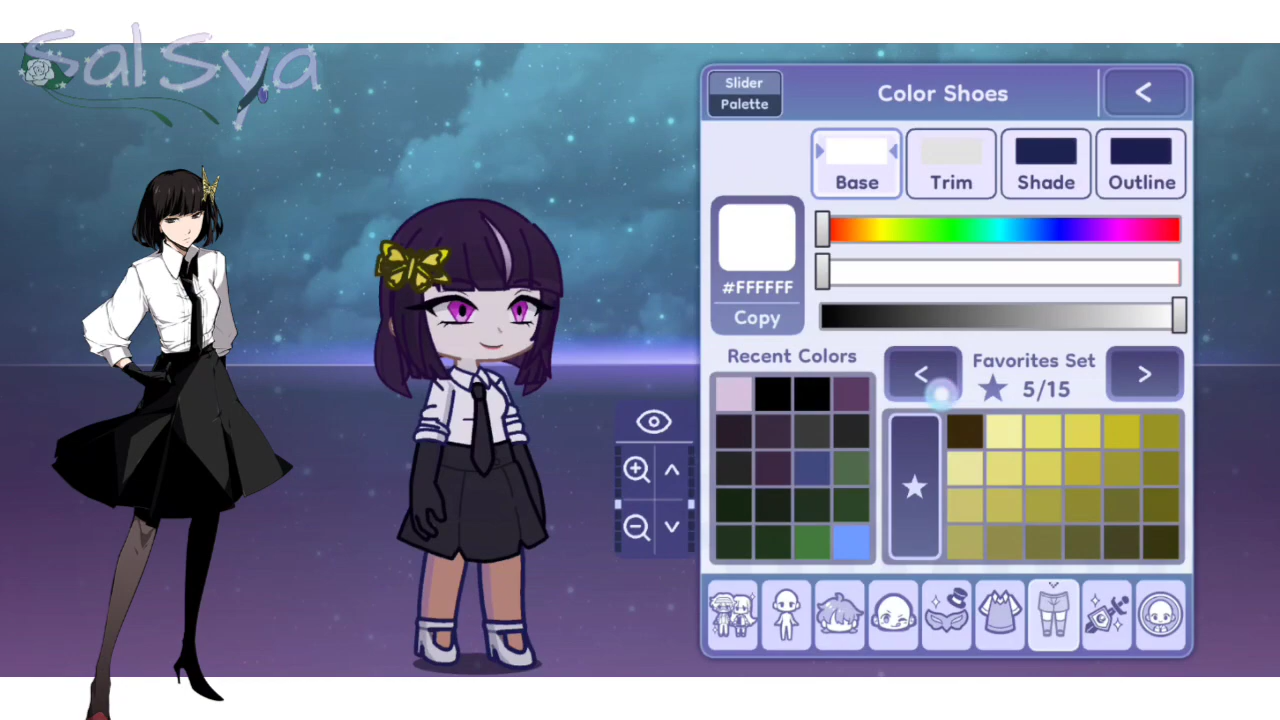 SalSya
Slider
Palette
Color Shoes
<
Base
Trim
Shade
Outline
#FFFFFF
Copy
Recent Colors
<
Favorites Set
5/15
>